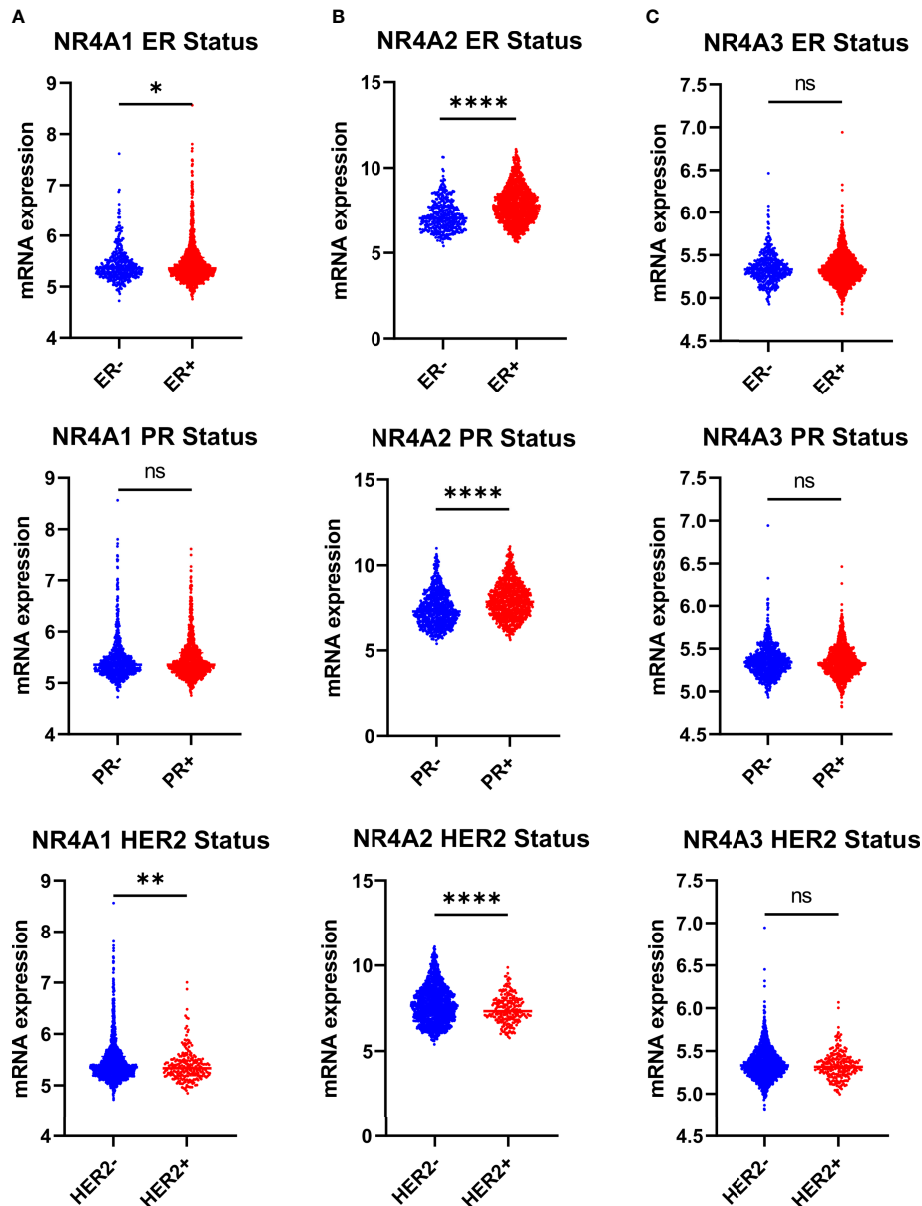 A
B
C
NR4A1 ER Status
NR4A2 ER Status
NR4A3 ER Status
9
8
7
6
5
4
mRNA expression
*
ER-
ER+
15
10
5
0
mRNA expression
****
ER-
ER+
7.5
7.0
6.5
6.0
5.5
5.0
4.5
mRNA expression
ns
ER-
ER+
NR4A1 PR Status
NR4A2 PR Status
NR4A3 PR Status
9
8
7
6
5
4
mRNA expression
ns
PR-
PR+
15
10
5
0
mRNA expression
****
PR-
PR+
7.5
7.0
6.5
6.0
5.5
5.0
4.5
mRNA expression
ns
PR-
PR+
NR4A1 HER2 Status
NR4A2 HER2 Status
NR4A3 HER2 Status
9
8
7
6
5
4
mRNA expression
**
HER2-
HER2+
15
10
5
0
mRNA expression
****
HER2-
HER2+
7.5
7.0
6.5
6.0
5.5
5.0
4.5
mRNA expression
ns
HER2-
HER2+